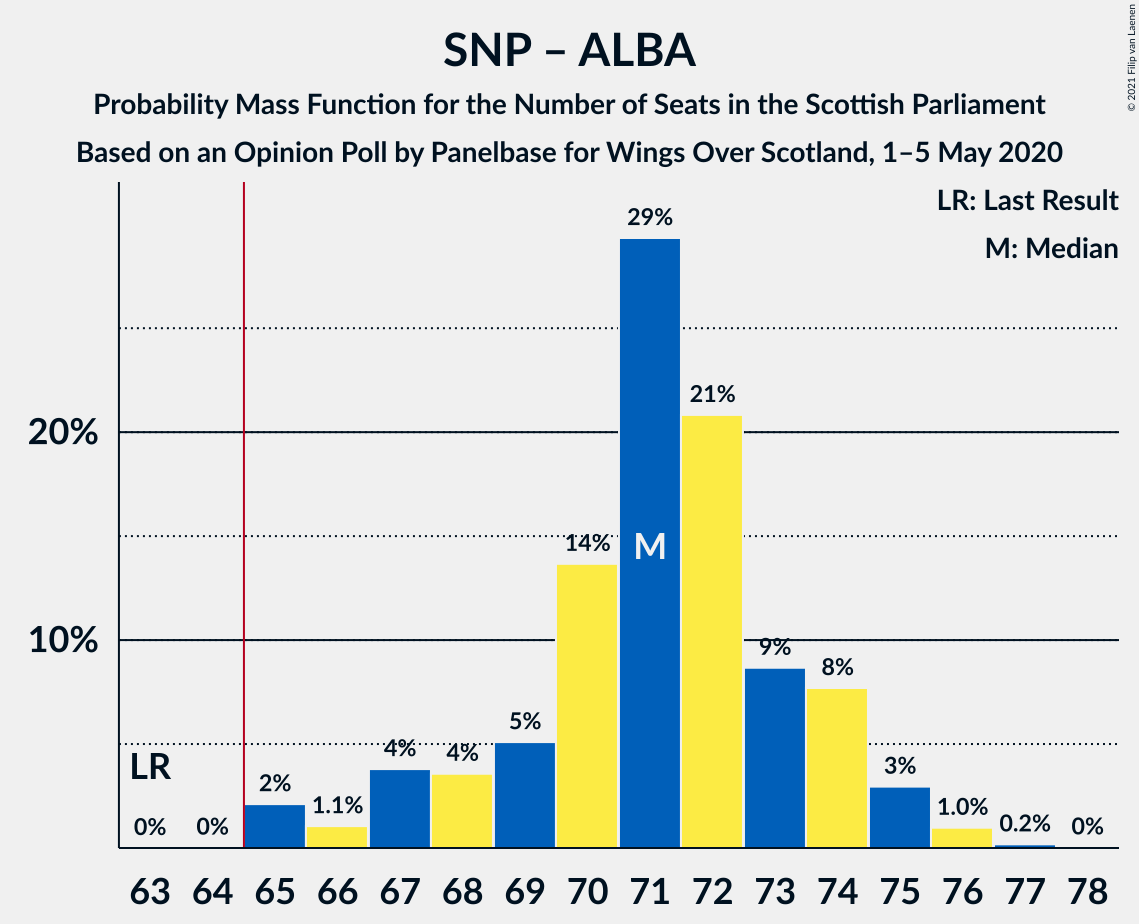 SNP – ALBA
Probability Mass Function for the Number of Seats in the Scottish Parliament
Based on an Opinion Poll by Panelbase for Wings Over Scotland, 1–5 May 2020
© 2021 Filip van Laenen
LR: Last Result
M: Median
20%
10%
LR
0%
0%
2%
1.1%
4%
4%
5%
14%
29%
M
21%
9%
8%
3%
1.0%
0.2%
0%
63 64 65 66 67 68 69 70 71 72 73 74 75 76 77 78